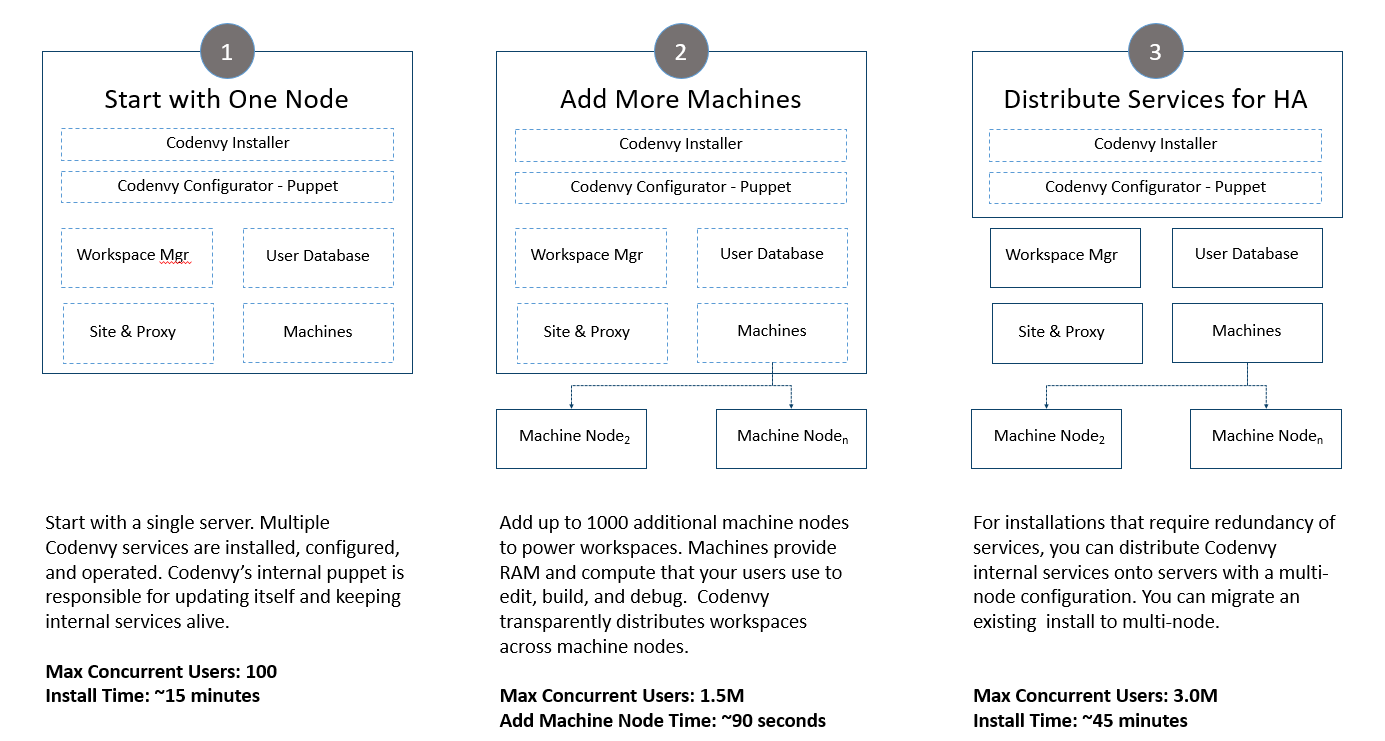 1
Start with One Node
Codenvy Installer
Codenvy Configurator - Puppet
Workspace Mgr
User Database
Site & Proxy
Machines
Start with a single server. Multiple
Codenvy services are installed, configured,
and operated. Codenvy’s internal puppet is
responsible for updating itself and keeping
internal services alive.
Max Concurrent Users: 100
Install Time: ~15 minutes
2
Add More Machines
Codenvy Installer
Codenvy Configurator - Puppet
Workspace Mgr
User Database
Site & Proxy
Machines
Machine Node2
Machine Noden
Add up to 1000 additional machine nodes
to power workspaces. Machines provide
RAM and compute that your users use to
edit, build, and debug.  Codenvy
transparently distributes workspaces
across machine nodes.
Max Concurrent Users: 1.5M
Add Machine Node Time: ~90 seconds
3
Distribute Services for HA
Codenvy Installer
Codenvy Configurator - Puppet
Workspace Mgr
User Database
Site & Proxy
Machines
Machine Node2
Machine Noden
For installations that require redundancy of
services, you can distribute Codenvy
internal services onto servers with a multi-
node configuration. You can migrate an
existing  install to multi-node.
Max Concurrent Users: 3.0M
Install Time: ~45 minutes